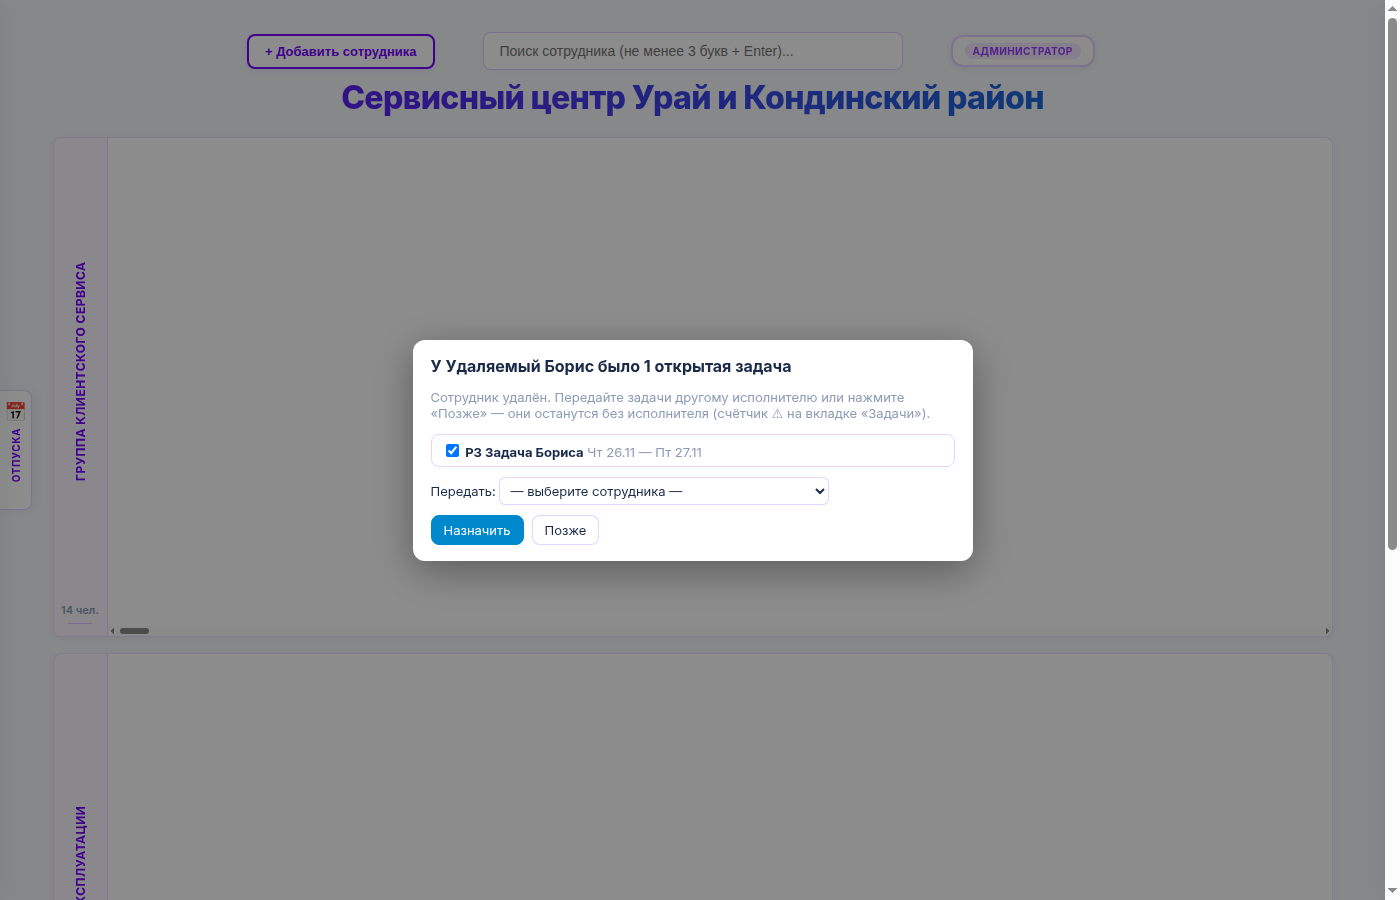 + Добавить сотрудника
Поиск сотрудника (не менее 3 букв + Enter)...
АДМИНИСТРАТОР
Сервисный центр Урай и Кондинский район
ГРУППА КЛИЕНТСКОГО СЕРВИСА
14 чел.
📅 ОТПУСКА
У Удаляемый Борис было 1 открытая задача
Сотрудник удалён. Передайте задачи другому исполнителю или нажмите
«Позже» — они останутся без исполнителя (счётчик ⚠ на вкладке «Задачи»).
РЗ Задача Бориса Чт 26.11 — Пт 27.11
Передать: — выберите сотрудника —
Назначить
Позже